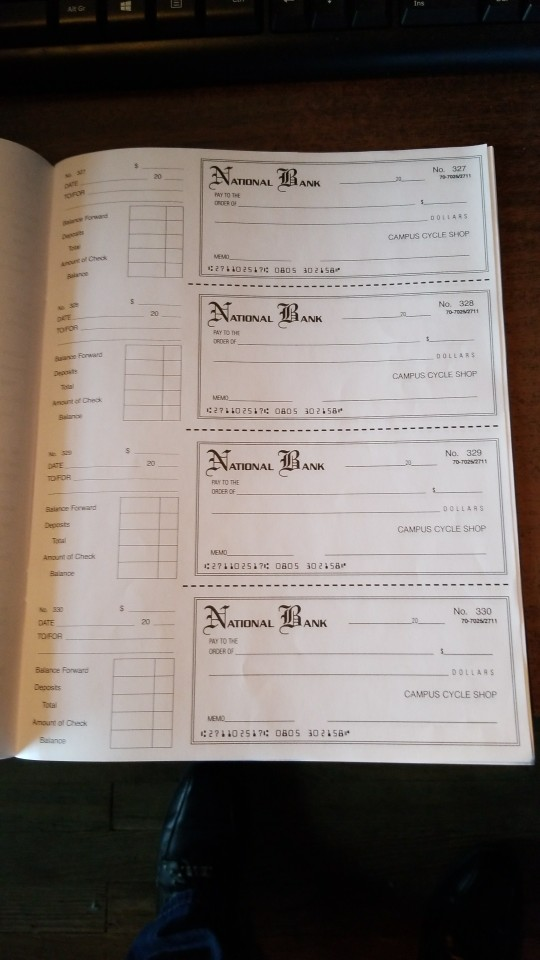 Alt Gr
Ctrl
Ins
No. 327
$
DATE 20
TO/FOR
Balance Forward
Deposits
Total
Amount of Check
Balance
NATIONAL BANK
No. 327
70-7025/2711
20
PAY TO THE
ORDER OF $
DOLLARS
CAMPUS CYCLE SHOP
MEMO
⑆271102517⑆ 0805 302158⑈
No. 328
$
DATE 20
TO/FOR
Balance Forward
Deposits
Total
Amount of Check
Balance
NATIONAL BANK
No. 328
70-7025/2711
20
PAY TO THE
ORDER OF $
DOLLARS
CAMPUS CYCLE SHOP
MEMO
⑆271102517⑆ 0805 302158⑈
No. 329
$
DATE 20
TO/FOR
Balance Forward
Deposits
Total
Amount of Check
Balance
NATIONAL BANK
No. 329
70-7025/2711
20
PAY TO THE
ORDER OF $
DOLLARS
CAMPUS CYCLE SHOP
MEMO
⑆271102517⑆ 0805 302158⑈
No. 330
$
DATE 20
TO/FOR
Balance Forward
Deposits
Total
Amount of Check
Balance
NATIONAL BANK
No. 330
70-7025/2711
20
PAY TO THE
ORDER OF $
DOLLARS
CAMPUS CYCLE SHOP
MEMO
⑆271102517⑆ 0805 302158⑈